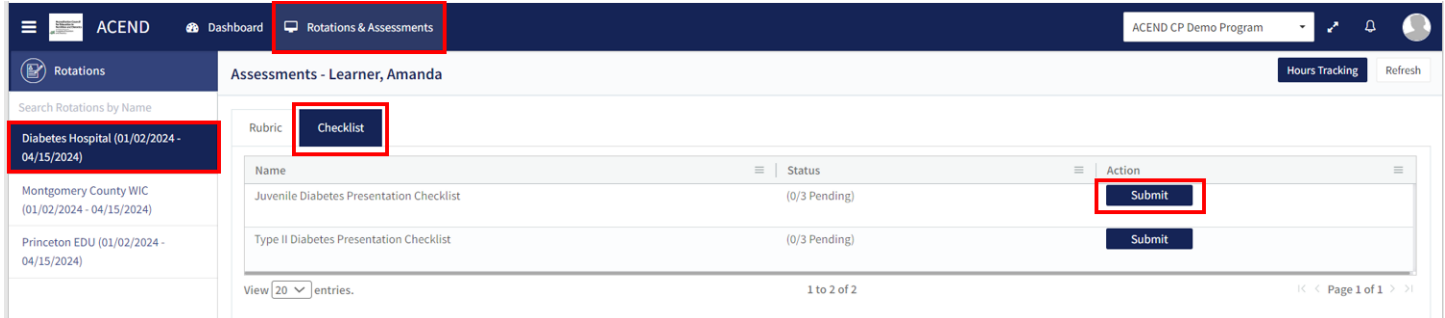 ACEND
Dashboard
Rotations & Assessments
ACEND CP Demo Program
Rotations
Assessments - Learner, Amanda
Hours Tracking
Refresh
Search Rotations by Name
Diabetes Hospital (01/02/2024 -
04/15/2024)
Montgomery County WIC
(01/02/2024 - 04/15/2024)
Princeton EDU (01/02/2024 -
04/15/2024)
Rubric
Checklist
Name
Status
Action
Juvenile Diabetes Presentation Checklist
(0/3 Pending)
Submit
Type II Diabetes Presentation Checklist
(0/3 Pending)
Submit
View 20 entries.
1 to 2 of 2
Page 1 of 1